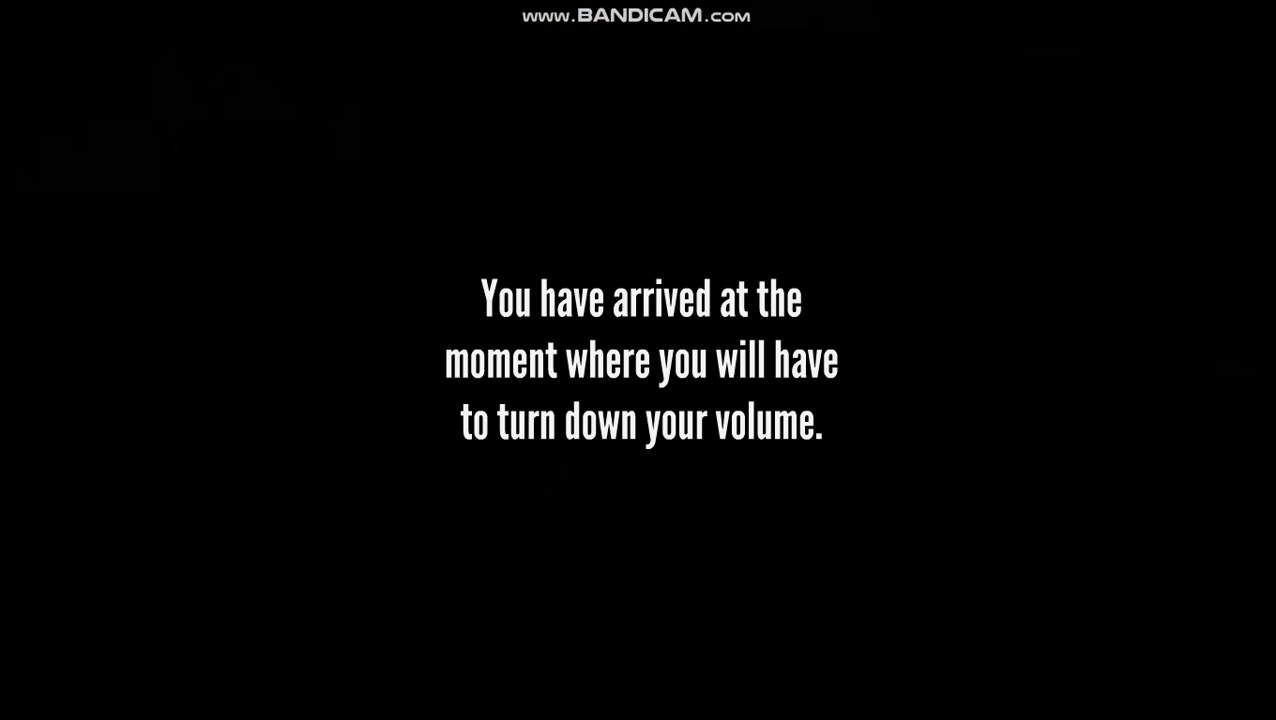 www.BANDICAM.com
You have arrived at the
moment where you will have
to turn down your volume.